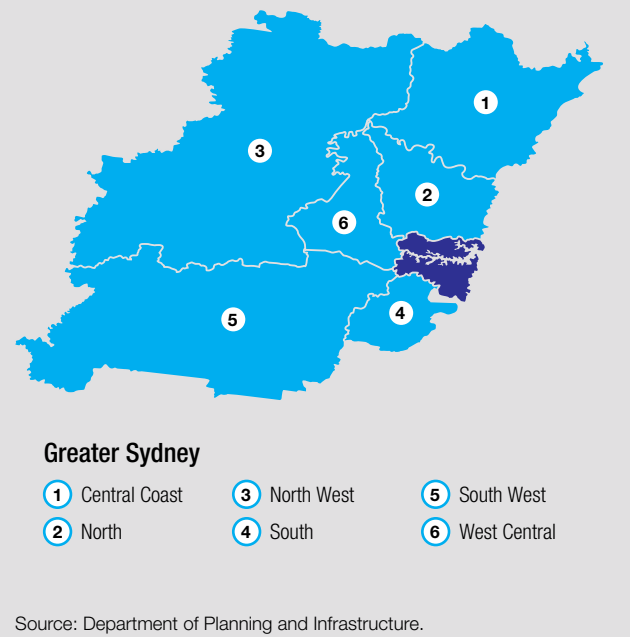 1
3
2
6
5
4
Greater Sydney
1 Central Coast
3 North West
5 South West
2 North
4 South
6 West Central
Source: Department of Planning and Infrastructure.